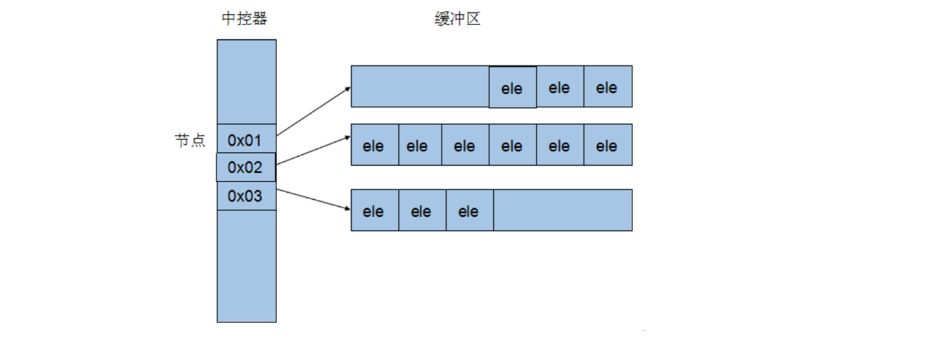 中控器
缓冲区
ele ele ele
节点
0x01
ele ele ele ele ele ele
0x02
0x03
ele ele ele